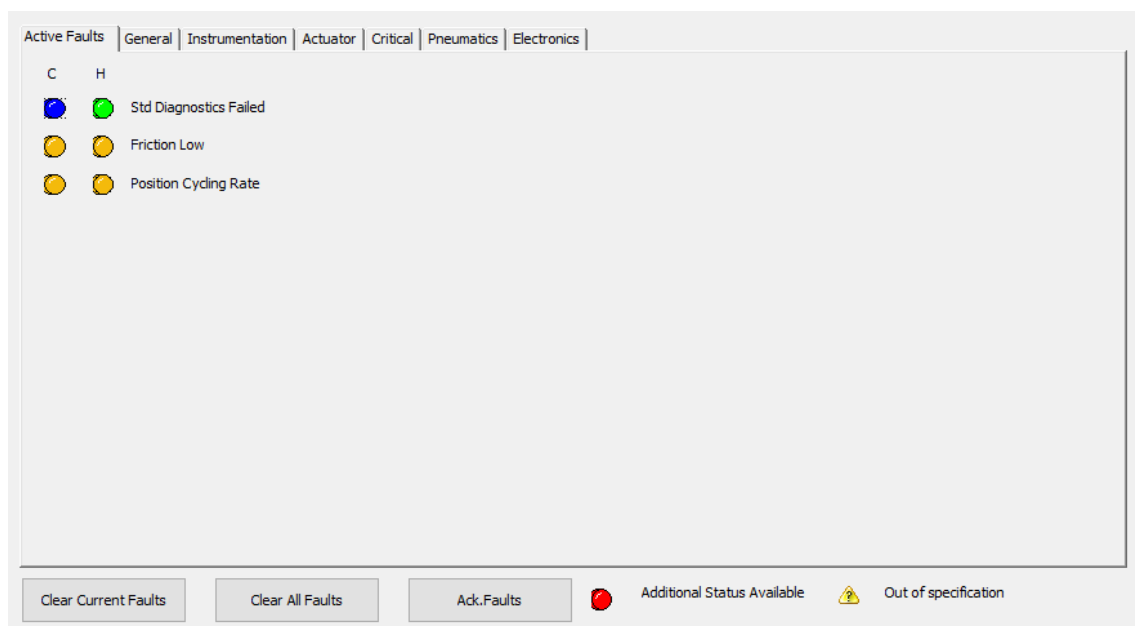 Active Faults General Instrumentation Actuator Critical Pneumatics Electronics
C H
Std Diagnostics Failed
Friction Low
Position Cycling Rate
Clear Current Faults Clear All Faults Ack.Faults Additional Status Available Out of specification